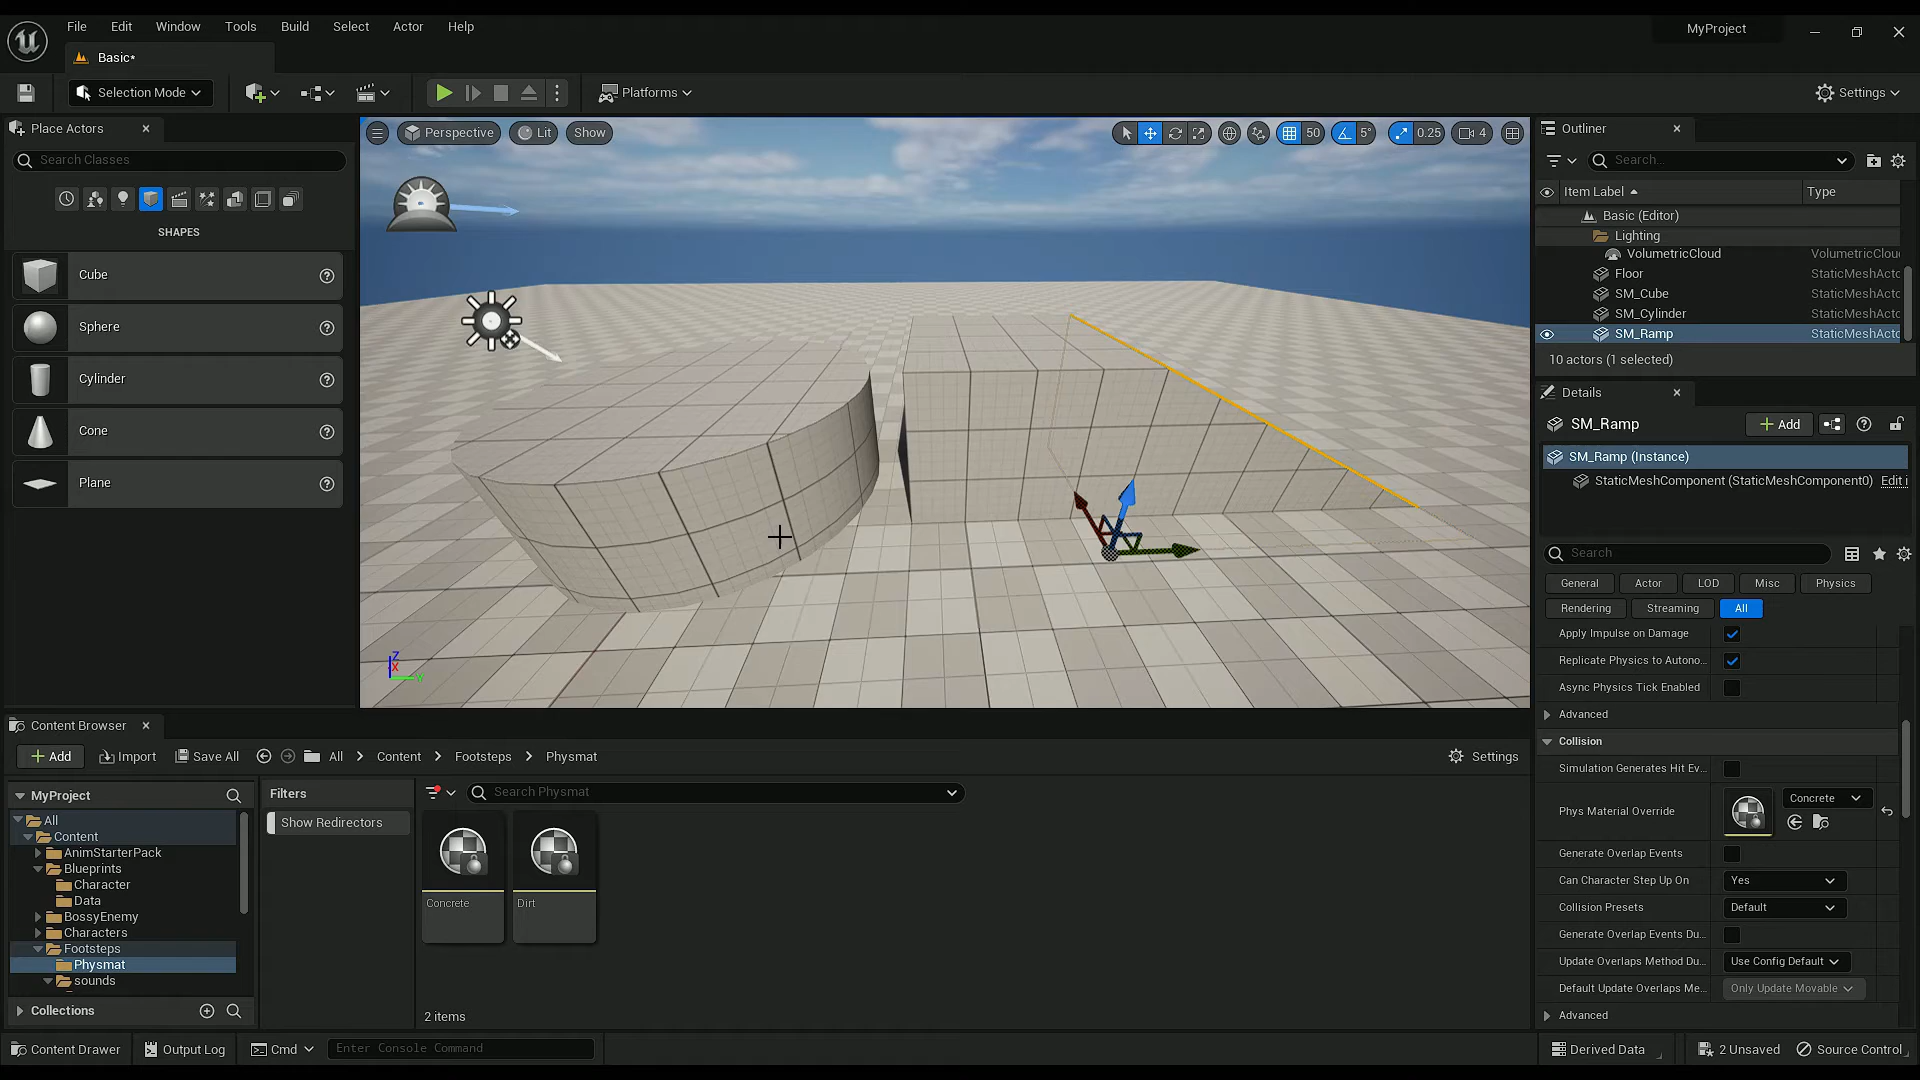 File Edit Window Tools Build Select Actor Help
MyProject
Basic*
Selection Mode
Platforms
Settings
Place Actors
Search Classes
SHAPES
Cube
Sphere
Cylinder
Cone
Plane
Perspective Lit Show
50 5° 0.25 4
Z
X
Y
Outliner
Search...
Item Label Type
Basic (Editor)
Lighting
VolumetricCloud VolumetricClou
Floor StaticMeshActo
SM_Cube StaticMeshActo
SM_Cylinder StaticMeshActo
SM_Ramp StaticMeshActo
10 actors (1 selected)
Details
SM_Ramp
Add
SM_Ramp (Instance)
StaticMeshComponent (StaticMeshComponent0) Edit i
Search
General Actor LOD Misc Physics
Rendering Streaming All
Apply Impulse on Damage
Replicate Physics to Autono...
Async Physics Tick Enabled
Advanced
Collision
Simulation Generates Hit Ev...
Phys Material Override Concrete
Generate Overlap Events
Can Character Step Up On Yes
Collision Presets Default
Generate Overlap Events Du...
Update Overlaps Method Du... Use Config Default
Default Update Overlaps Me... Only Update Movable
Advanced
Content Browser
Add Import Save All All Content Footsteps Physmat Settings
MyProject
All
Content
AnimStarterPack
Blueprints
Character
Data
BossyEnemy
Characters
Footsteps
Physmat
sounds
Collections
Filters
Show Redirectors
Search Physmat
Concrete
Dirt
2 items
Content Drawer Output Log Cmd Enter Console Command Derived Data 2 Unsaved Source Control